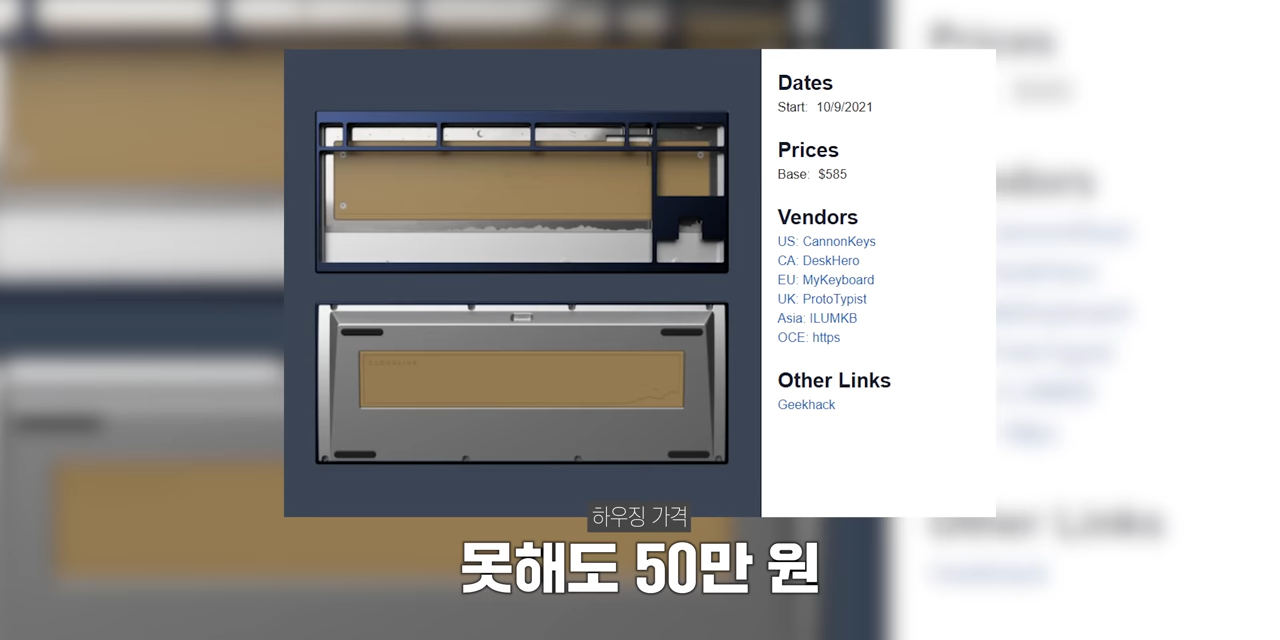 Dates
Start: 10/9/2021
Prices
Base: $585
Vendors
US: CannonKeys
CA: DeskHero
EU: MyKeyboard
UK: ProtoTypist
Asia: ILUMKB
OCE: https
Other Links
Geekhack
하우징 가격
못해도 50만 원